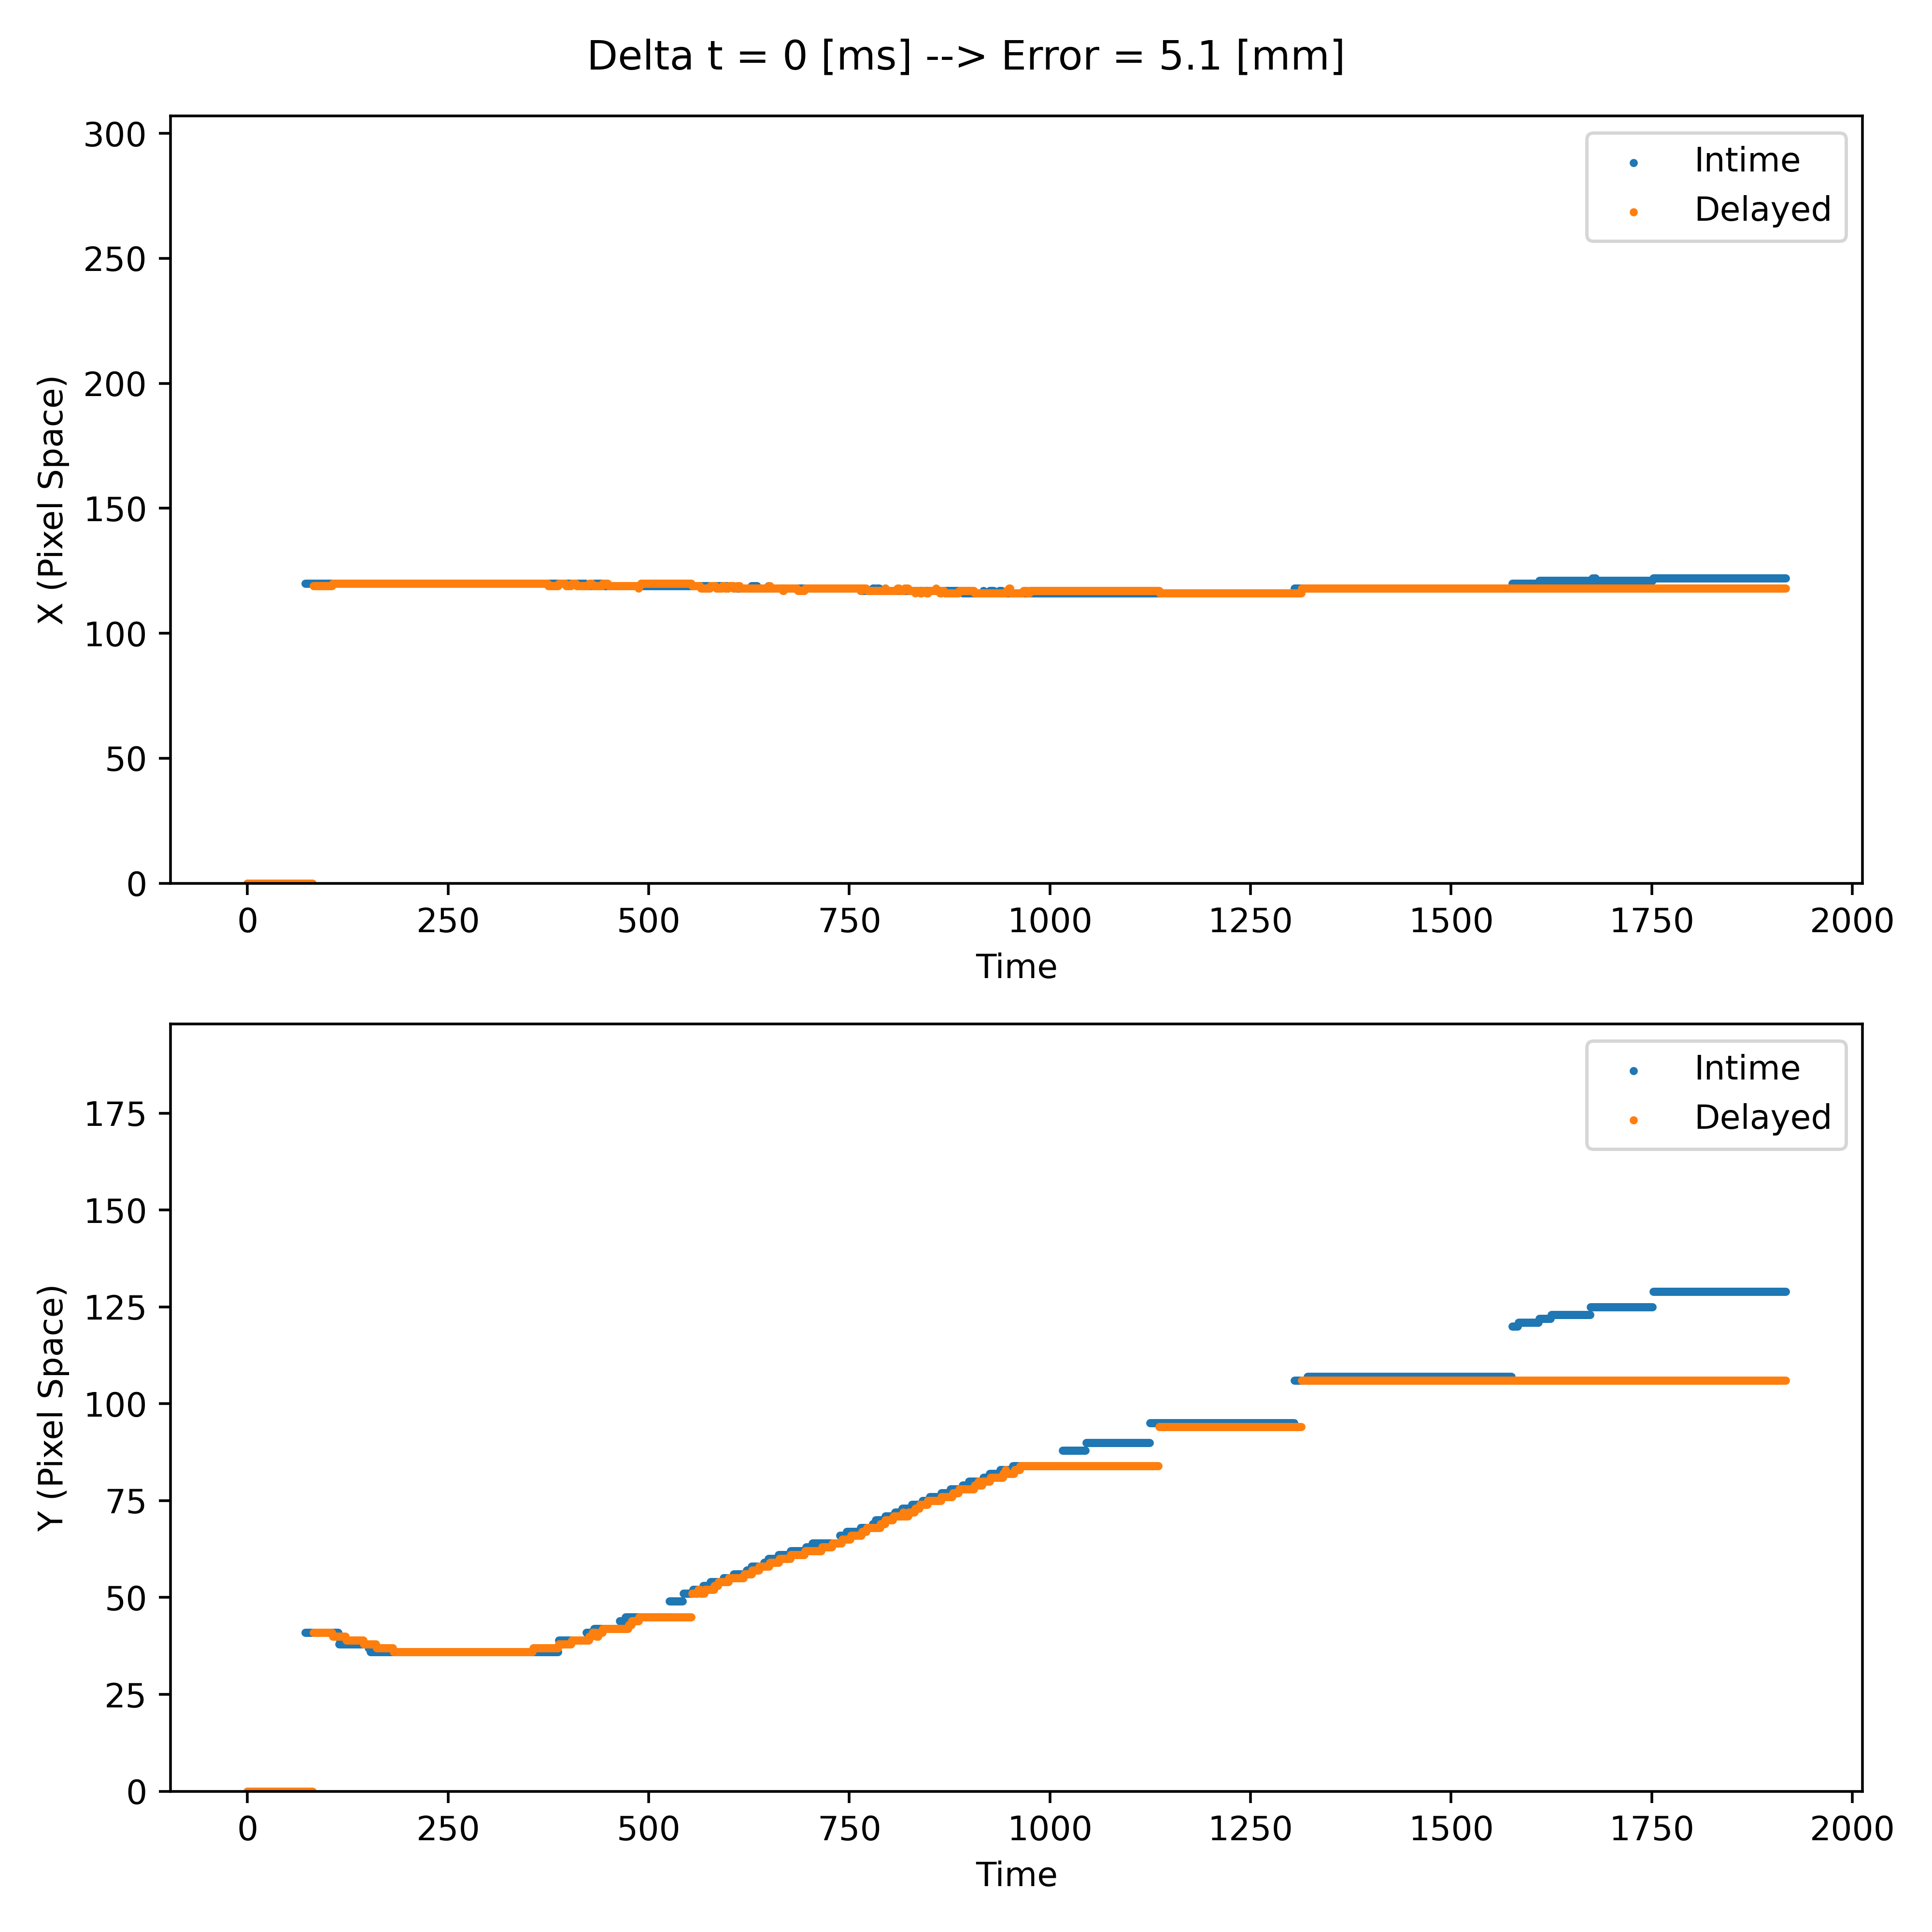 Delta t = 0 [ms] --> Error = 5.1 [mm]
300
250
200
150
100
50
0
X (Pixel Space)
Intime
Delayed
0 250 500 750 1000 1250 1500 1750 2000
Time
175
150
125
100
75
50
25
0
Y (Pixel Space)
Intime
Delayed
0 250 500 750 1000 1250 1500 1750 2000
Time